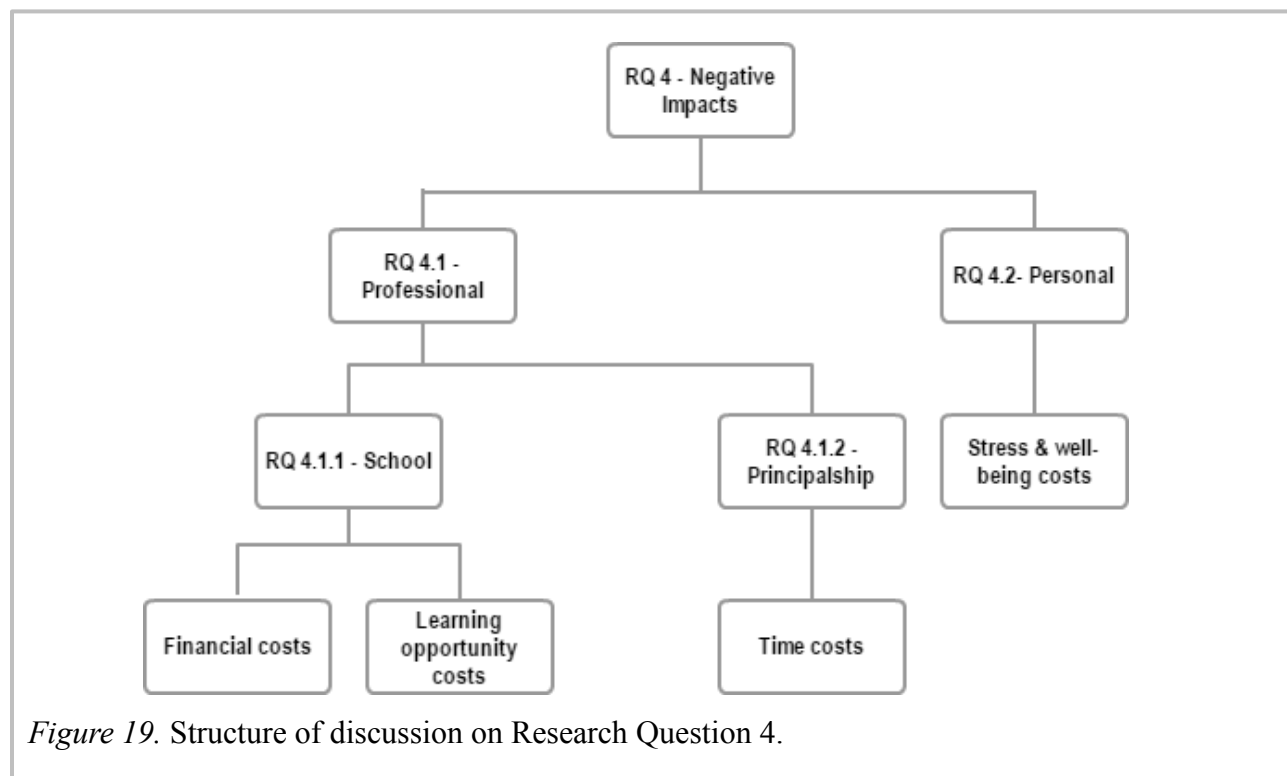 RQ 4 - Negative
Impacts
RQ 4.1 -
Professional
RQ 4.2- Personal
RQ 4.1.1 - School
RQ 4.1.2 -
Principalship
Stress & well-
being costs
Financial costs
Learning
opportunity
costs
Time costs
Figure 19. Structure of discussion on Research Question 4.